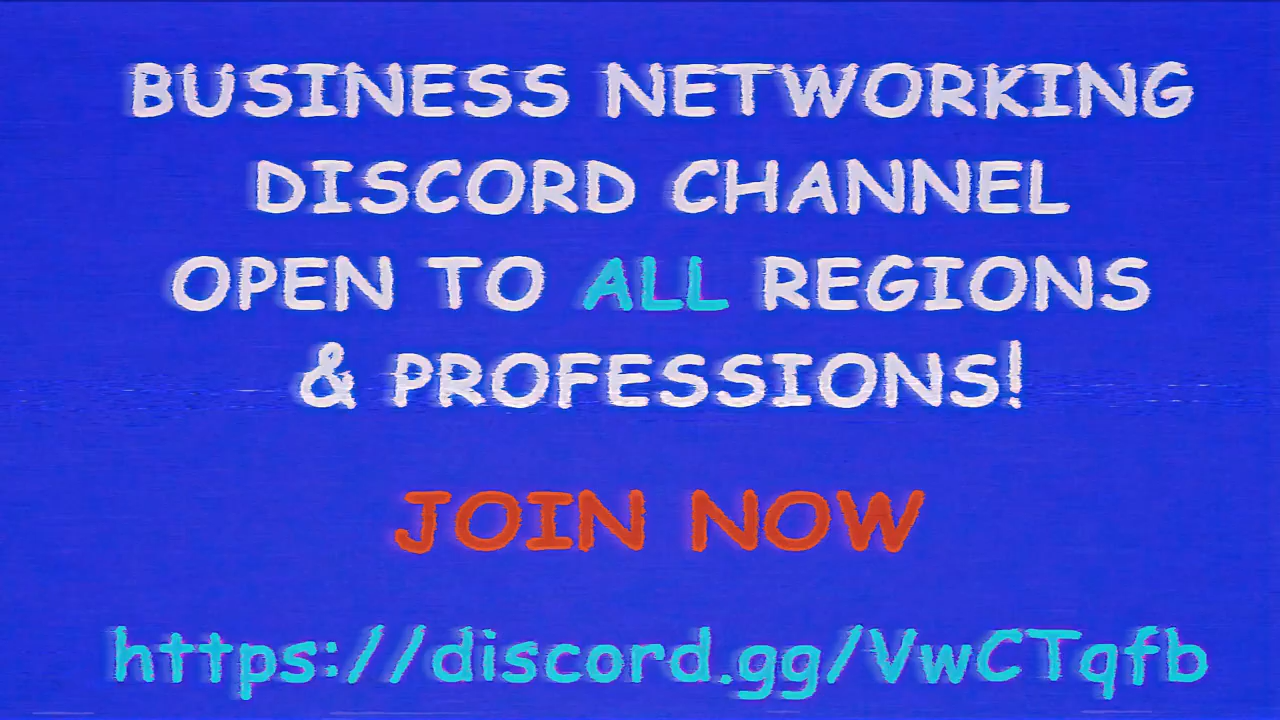 BUSINESS NETWORKING
DISCORD CHANNEL
OPEN TO ALL REGIONS
& PROFESSIONS!
JOIN NOW
https://discord.gg/VwCTqfb